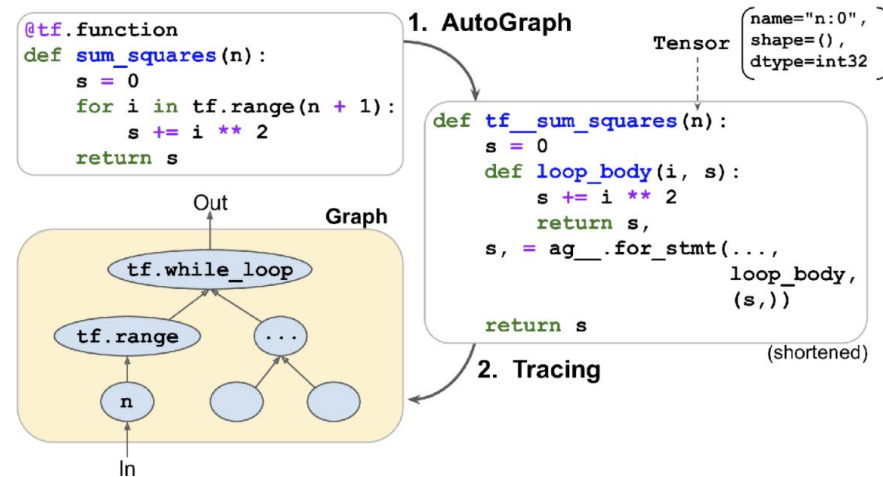 @tf.function
def sum_squares(n):
    s = 0
    for i in tf.range(n + 1):
        s += i ** 2
    return s
1. AutoGraph
Tensor
name="n:0",
shape=(),
dtype=int32
def tf__sum_squares(n):
    s = 0
    def loop_body(i, s):
        s += i ** 2
        return s,
    s, = ag__.for_stmt(...,
                       loop_body,
                       (s,))
    return s
(shortened)
2. Tracing
Out
Graph
tf.while_loop
tf.range
...
n
In